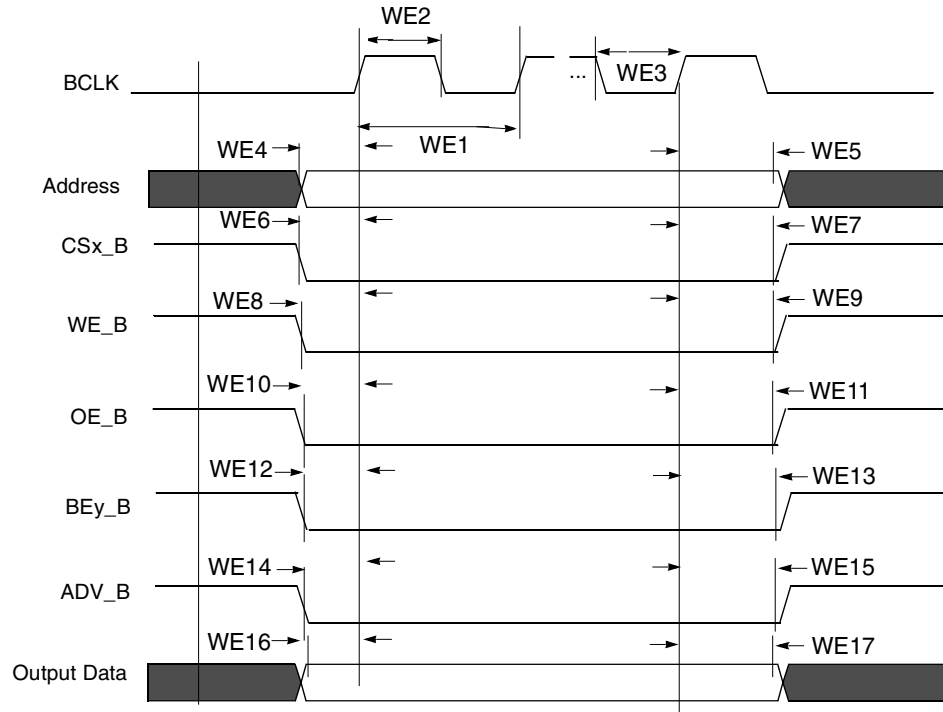 WE2
BCLK
...
WE3
WE1
WE4
WE5
Address
WE6
WE7
CSx_B
WE8
WE9
WE_B
WE10
WE11
OE_B
WE12
WE13
BEy_B
WE14
WE15
ADV_B
WE16
WE17
Output Data